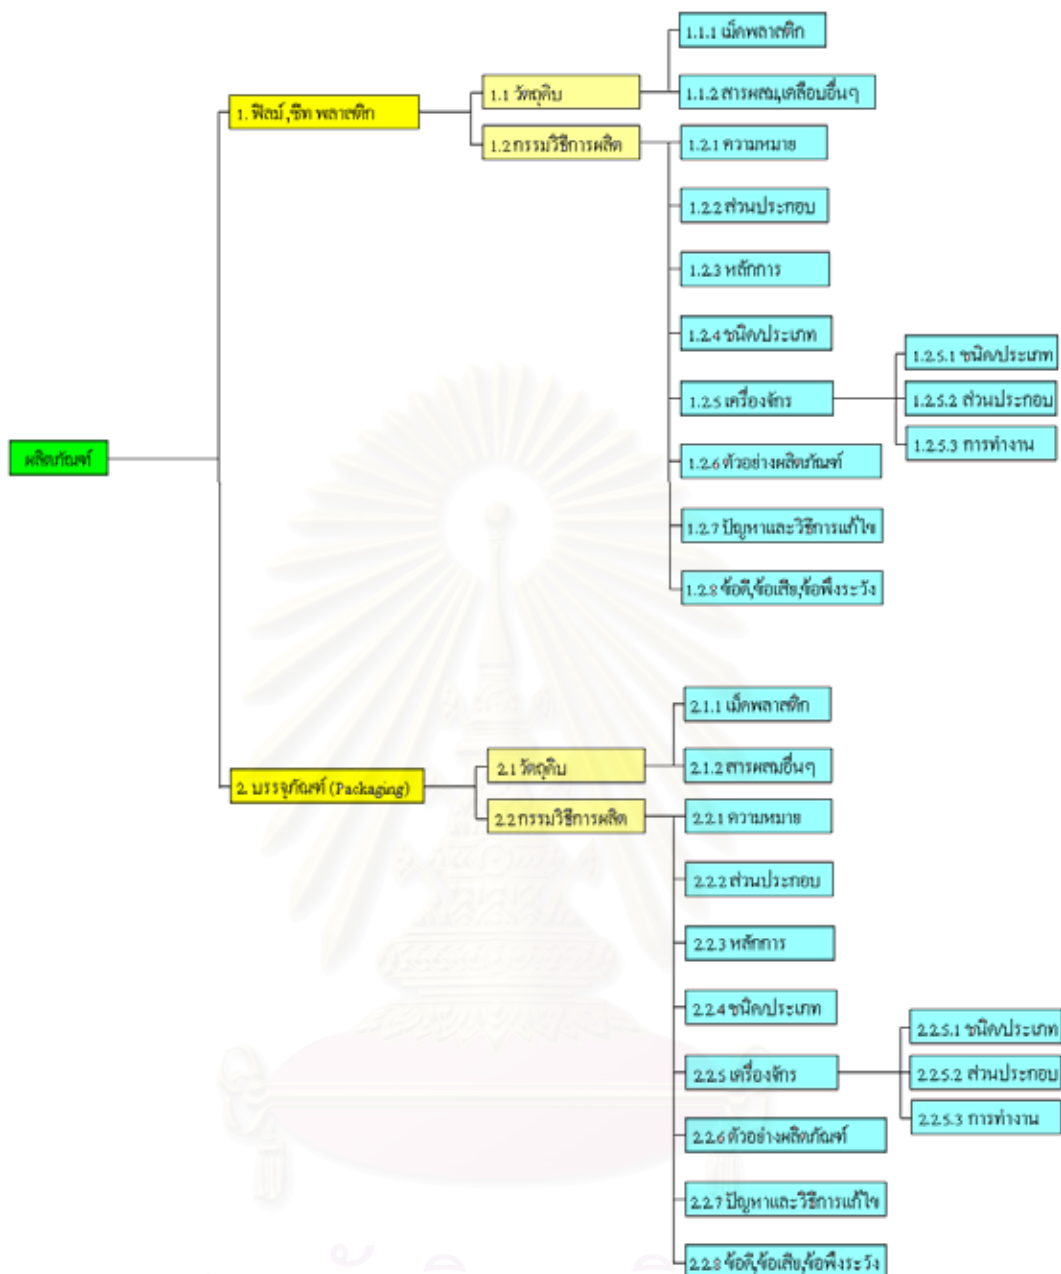 ผลิตภัณฑ์
1. ฟิลม์,ชีท พลาสติก
1.1 วัตถุดิบ
1.1.1 เม็ดพลาสติก
1.1.2 สารผสม,เคลือบอื่นๆ
1.2 กรรมวิธีการผลิต
1.2.1 ความหมาย
1.2.2 ส่วนประกอบ
1.2.3 หลักการ
1.2.4 ชนิด/ประเภท
1.2.5 เครื่องจักร
1.2.5.1 ชนิด/ประเภท
1.2.5.2 ส่วนประกอบ
1.2.5.3 การทำงาน
1.2.6 ตัวอย่างผลิตภัณฑ์
1.2.7 ปัญหาและวิธีการแก้ไข
1.2.8 ข้อดี,ข้อเสีย,ข้อพึงระวัง
2. บรรจุภัณฑ์ (Packaging)
2.1 วัตถุดิบ
2.1.1 เม็ดพลาสติก
2.1.2 สารผสมอื่นๆ
2.2 กรรมวิธีการผลิต
2.2.1 ความหมาย
2.2.2 ส่วนประกอบ
2.2.3 หลักการ
2.2.4 ชนิด/ประเภท
2.2.5 เครื่องจักร
2.2.5.1 ชนิด/ประเภท
2.2.5.2 ส่วนประกอบ
2.2.5.3 การทำงาน
2.2.6 ตัวอย่างผลิตภัณฑ์
2.2.7 ปัญหาและวิธีการแก้ไข
2.2.8 ข้อดี,ข้อเสีย,ข้อพึงระวัง